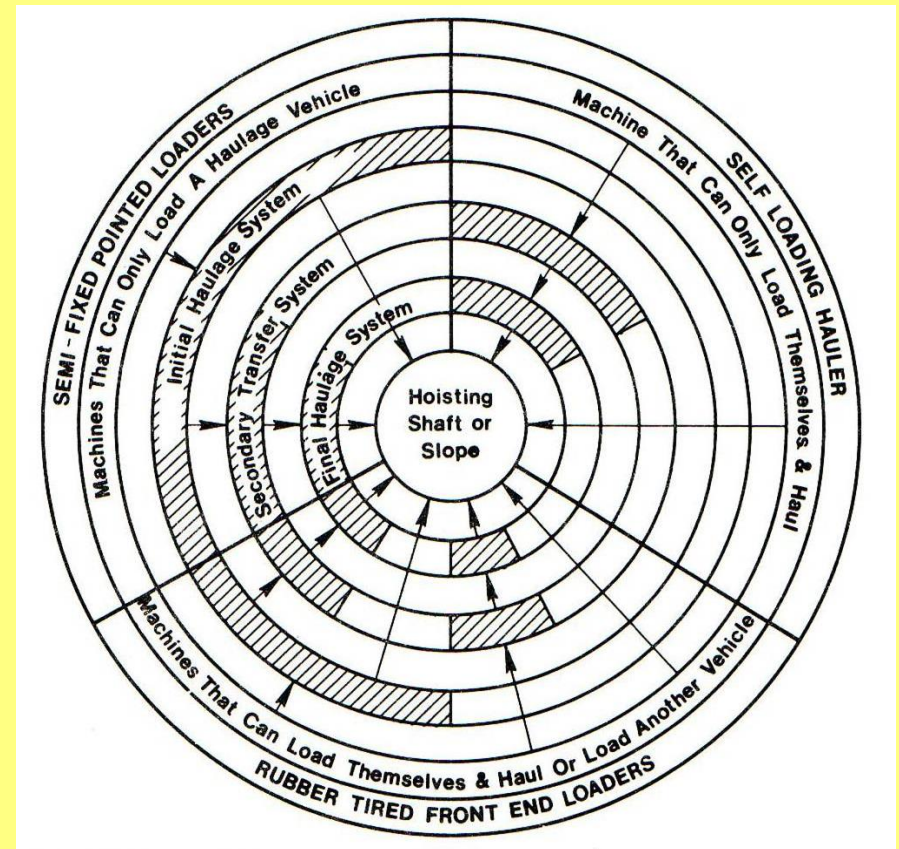 SEMI-FIXED POINTED LOADERS
Machines That Can Only Load A Haulage Vehicle
Initial Haulage System
Secondary Transfer System
Final Haulage System
SELF LOADING HAULER
Machine That Can Only Load Themselves & Haul
Hoisting
Shaft or
Slope
Machines That Can Load Themselves & Haul Or Load Another Vehicle
RUBBER TIRED FRONT END LOADERS